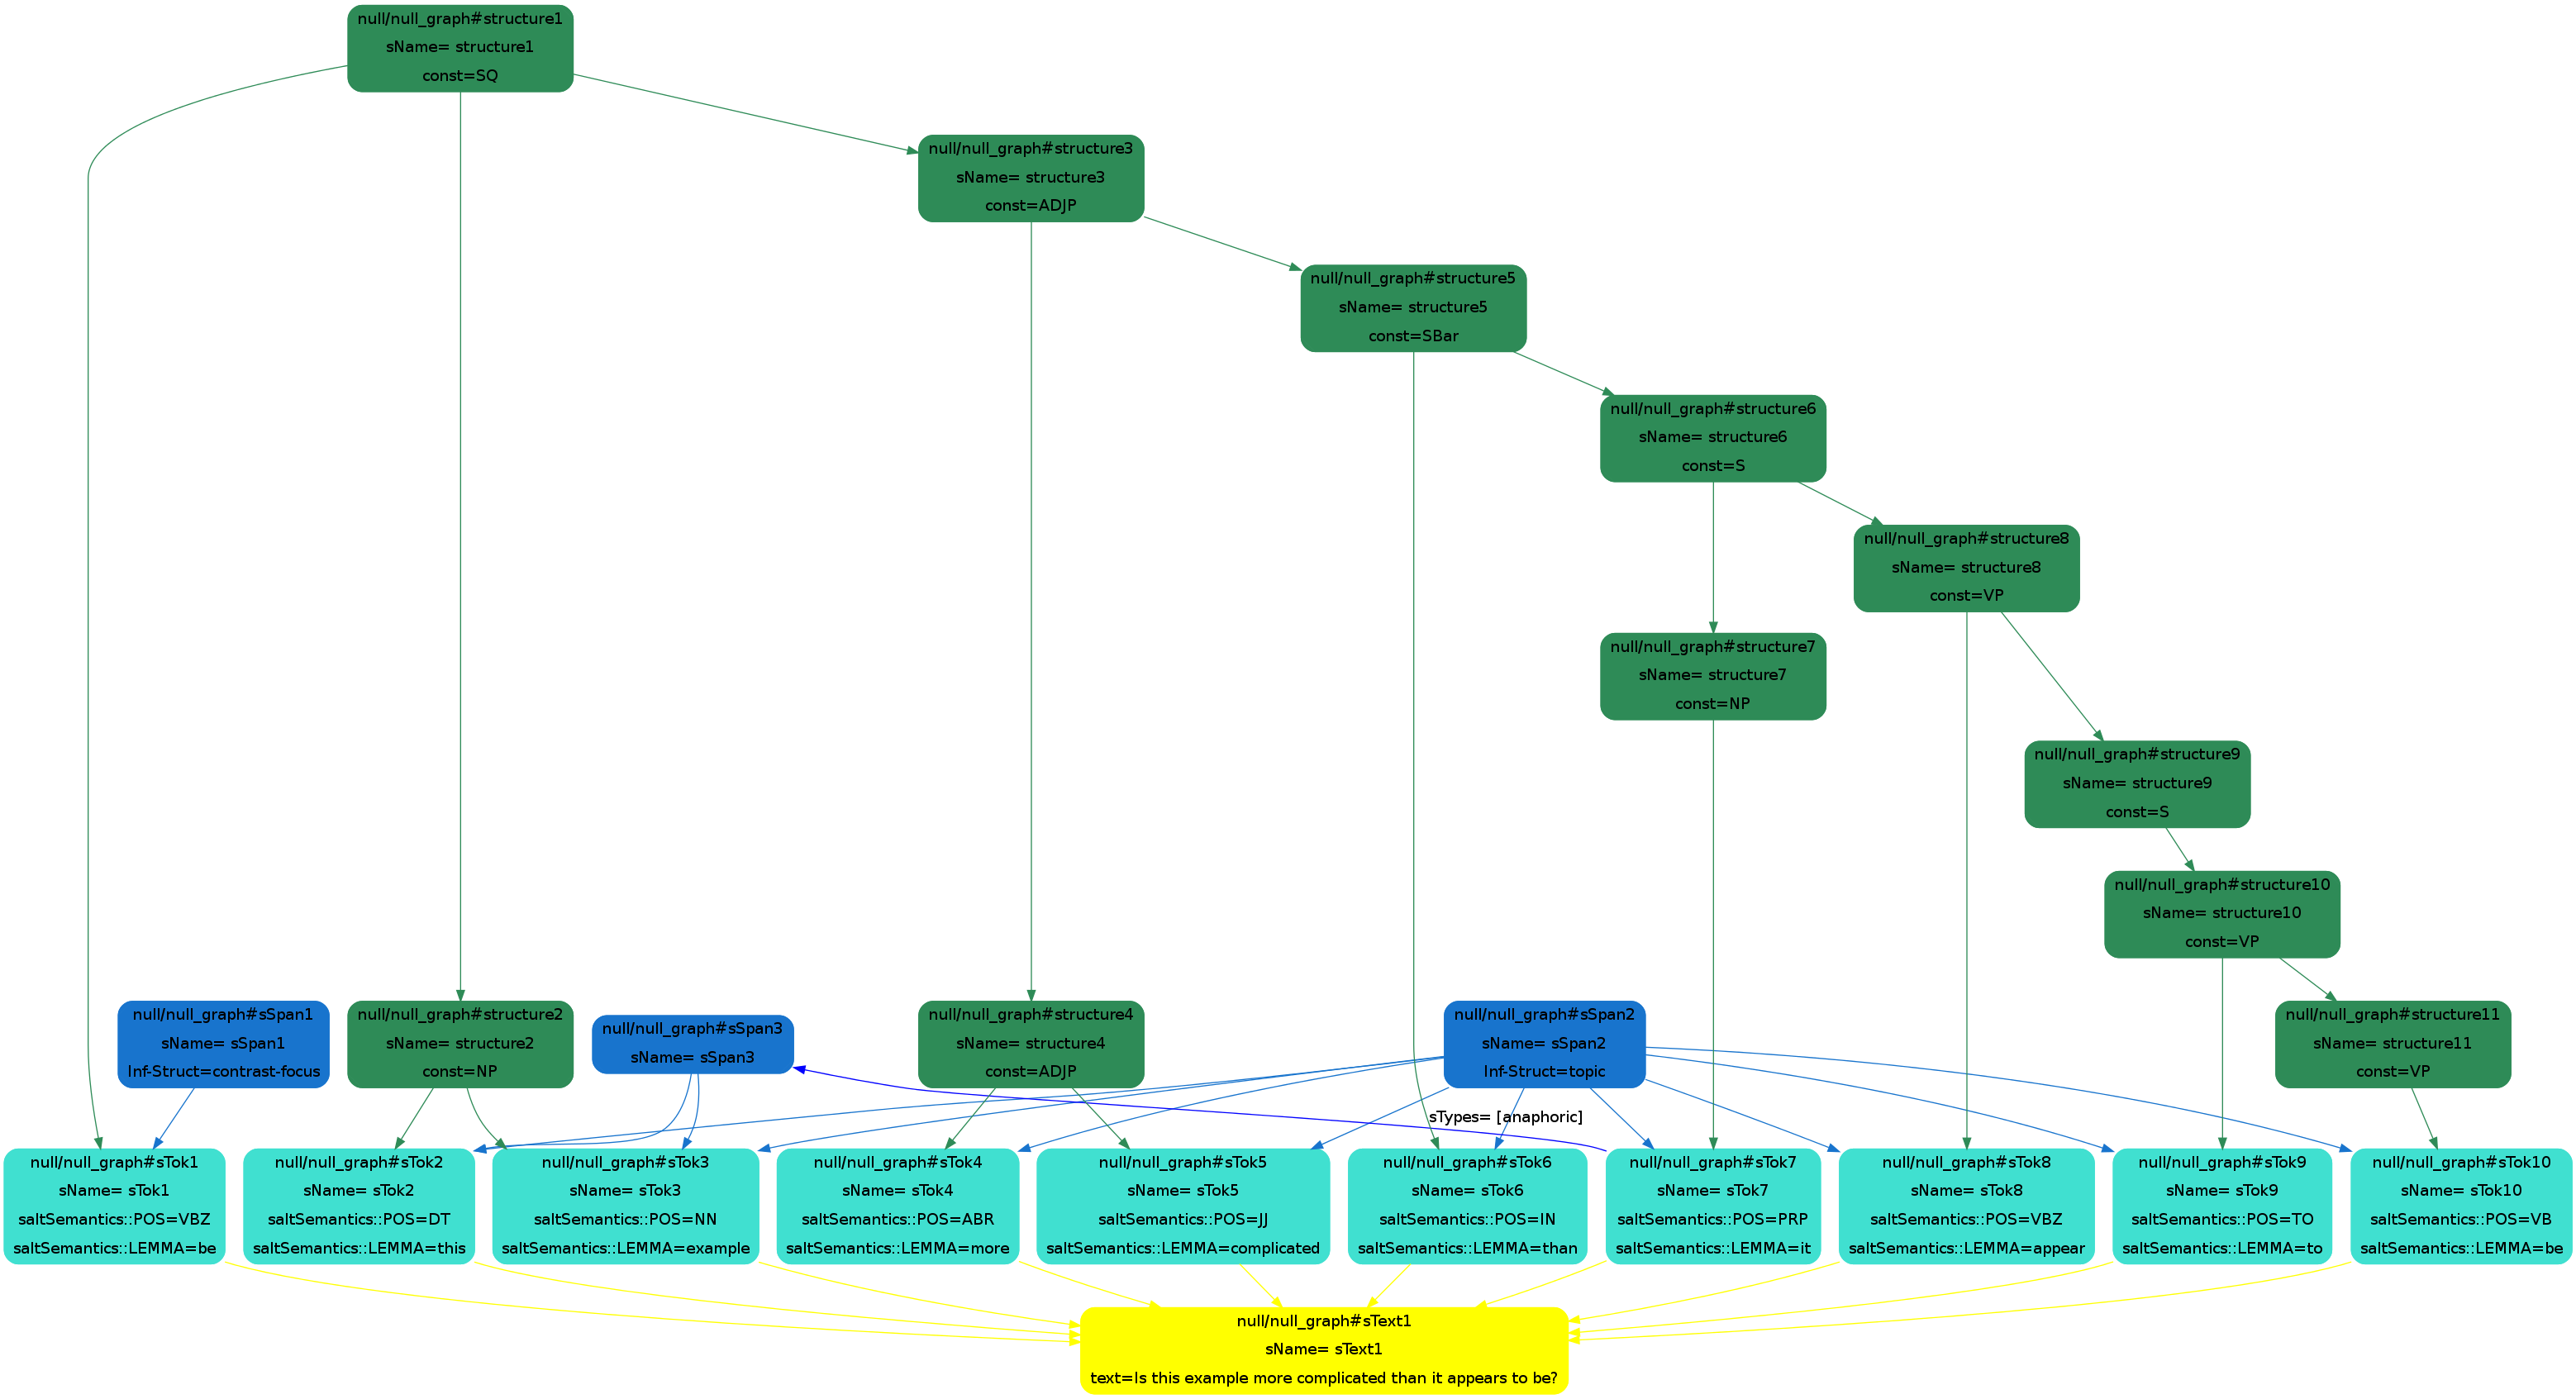 null/null_graph#structure1
sName= structure1
const=SQ
null/null_graph#structure3
sName= structure3
const=ADJP
null/null_graph#structure5
sName= structure5
const=SBar
null/null_graph#structure6
sName= structure6
const=S
null/null_graph#structure8
sName= structure8
const=VP
null/null_graph#structure7
sName= structure7
const=NP
null/null_graph#structure9
sName= structure9
const=S
null/null_graph#structure10
sName= structure10
const=VP
null/null_graph#sSpan1
sName= sSpan1
Inf-Struct=contrast-focus
null/null_graph#structure2
sName= structure2
const=NP
null/null_graph#sSpan3
sName= sSpan3
null/null_graph#structure4
sName= structure4
const=ADJP
null/null_graph#sSpan2
sName= sSpan2
Inf-Struct=topic
null/null_graph#structure11
sName= structure11
const=VP
sTypes= [anaphoric]
null/null_graph#sTok1
sName= sTok1
saltSemantics::POS=VBZ
saltSemantics::LEMMA=be
null/null_graph#sTok2
sName= sTok2
saltSemantics::POS=DT
saltSemantics::LEMMA=this
null/null_graph#sTok3
sName= sTok3
saltSemantics::POS=NN
saltSemantics::LEMMA=example
null/null_graph#sTok4
sName= sTok4
saltSemantics::POS=ABR
saltSemantics::LEMMA=more
null/null_graph#sTok5
sName= sTok5
saltSemantics::POS=JJ
saltSemantics::LEMMA=complicated
null/null_graph#sTok6
sName= sTok6
saltSemantics::POS=IN
saltSemantics::LEMMA=than
null/null_graph#sTok7
sName= sTok7
saltSemantics::POS=PRP
saltSemantics::LEMMA=it
null/null_graph#sTok8
sName= sTok8
saltSemantics::POS=VBZ
saltSemantics::LEMMA=appear
null/null_graph#sTok9
sName= sTok9
saltSemantics::POS=TO
saltSemantics::LEMMA=to
null/null_graph#sTok10
sName= sTok10
saltSemantics::POS=VB
saltSemantics::LEMMA=be
null/null_graph#sText1
sName= sText1
text=Is this example more complicated than it appears to be?